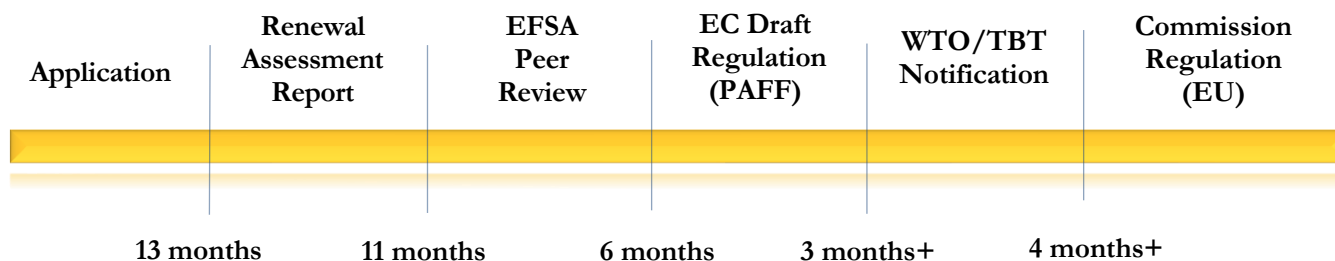 Application
Renewal
Assessment
Report
EFSA
Peer
Review
EC Draft
Regulation
(PAFF)
WTO/TBT
Notification
Commission
Regulation
(EU)
13 months
11 months
6 months
3 months+
4 months+